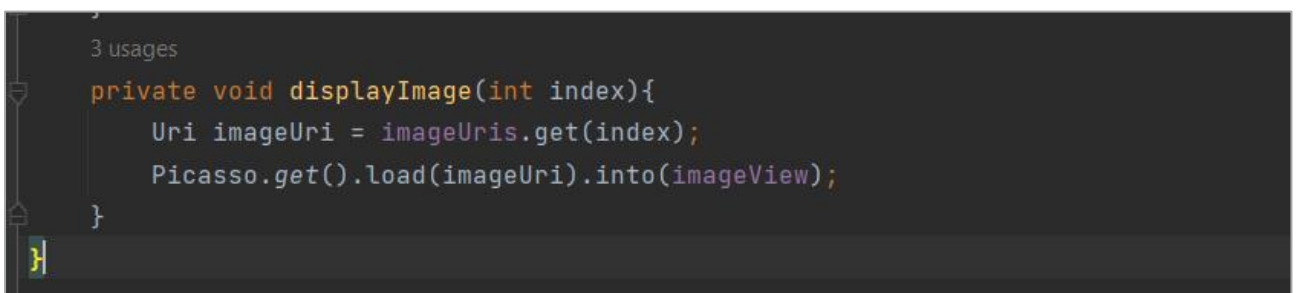 }
3 usages
private void displayImage(int index){
Uri imageUri = imageUris.get(index);
Picasso.get().load(imageUri).into(imageView);
}
}